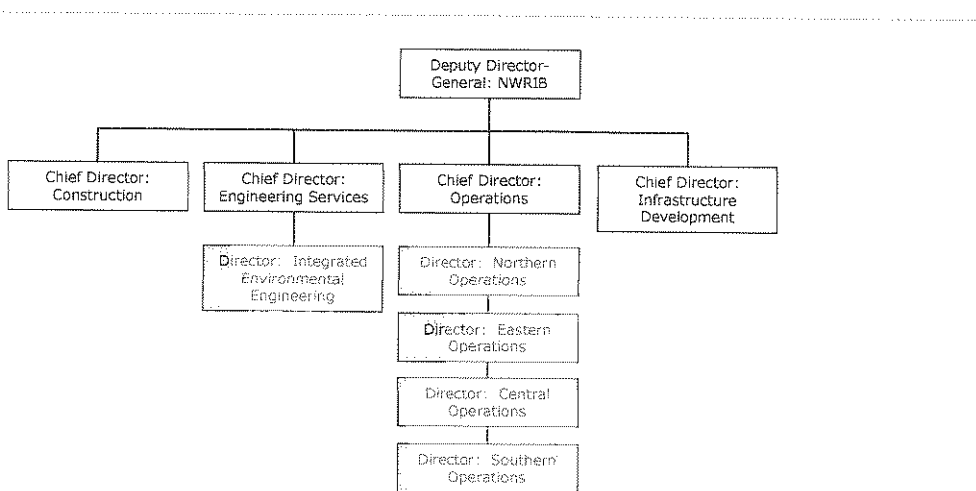 Deputy Director-
General: NWRIB
Chief Director:
Construction
Chief Director:
Engineering Services
Chief Director:
Operations
Chief Director:
Infrastructure
Development
Director: Integrated
Environmental
Engineering
Director: Northern
Operations
Director: Eastern
Operations
Director: Central
Operations
Director: Southern
Operations